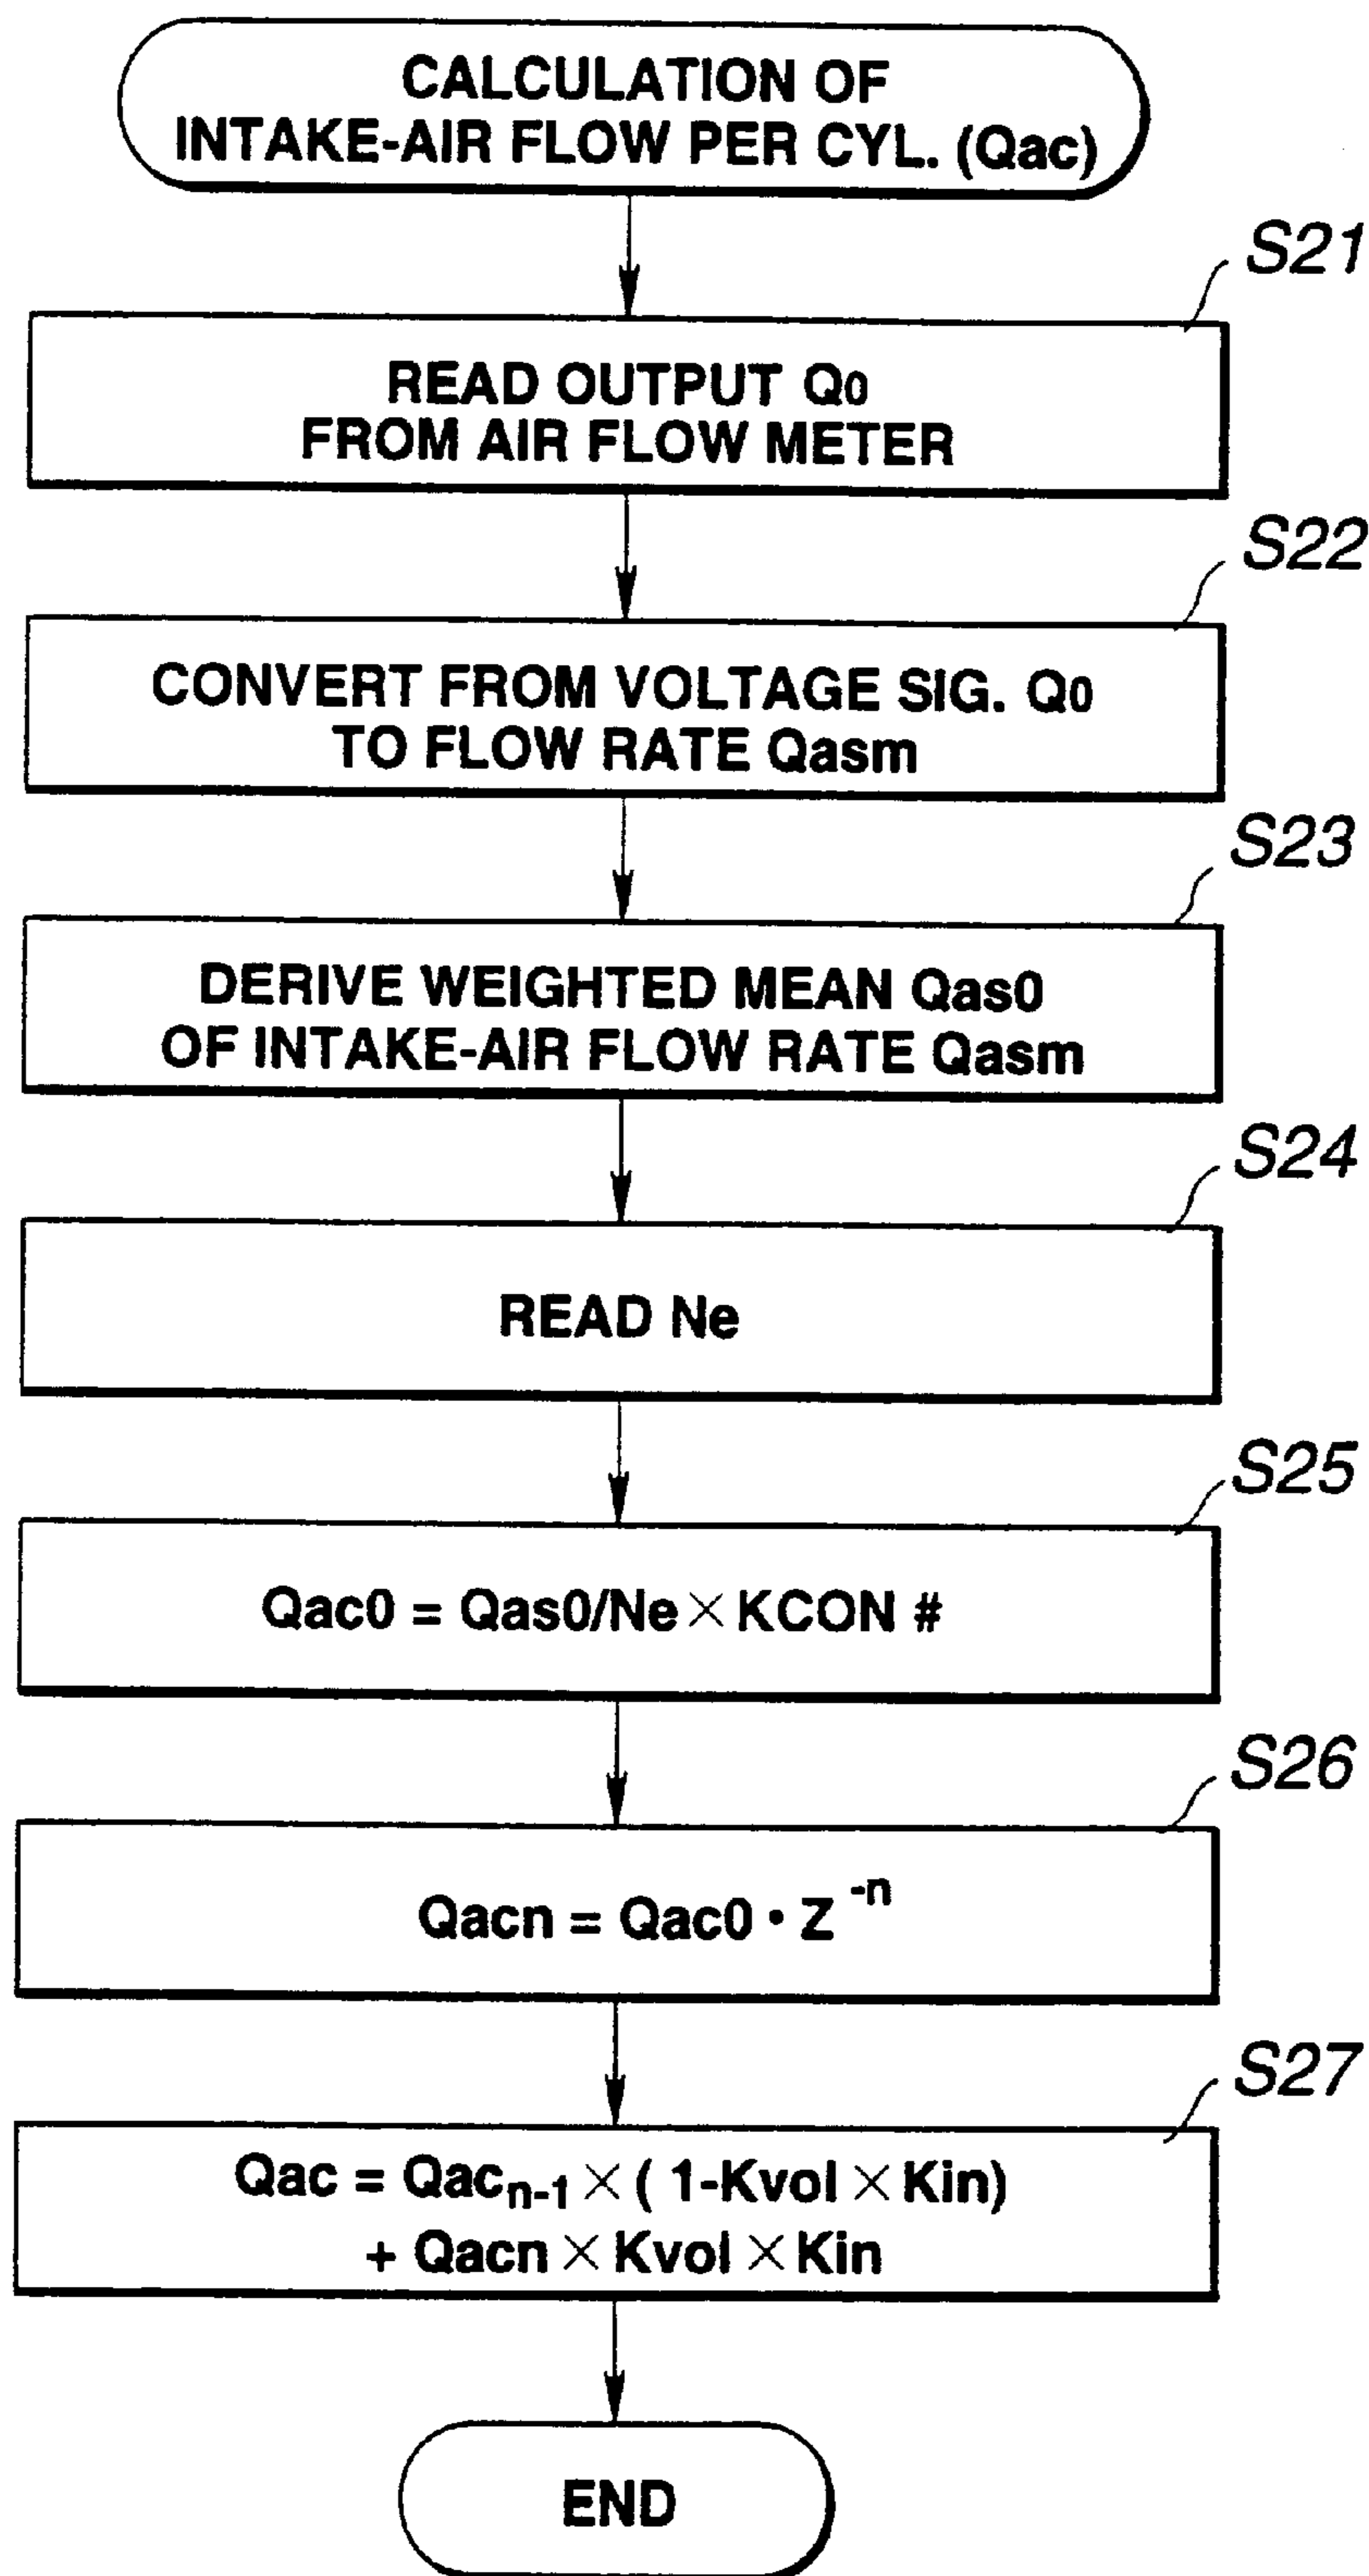 CALCULATION OF
INTAKE-AIR FLOW PER CYL. (Qac)
S21
READ OUTPUT Q0
FROM AIR FLOW METER
S22
CONVERT FROM VOLTAGE SIG. Q0
TO FLOW RATE Qasm
S23
DERIVE WEIGHTED MEAN Qas0
OF INTAKE-AIR FLOW RATE Qasm
S24
READ Ne
S25
Qac0 = Qas0/Ne × KCON #
S26
Qacn = Qac0 · Z⁻ⁿ
S27
Qac = Qacₙ₋₁ × ( 1-Kvol × Kin)
+ Qacn × Kvol × Kin
END